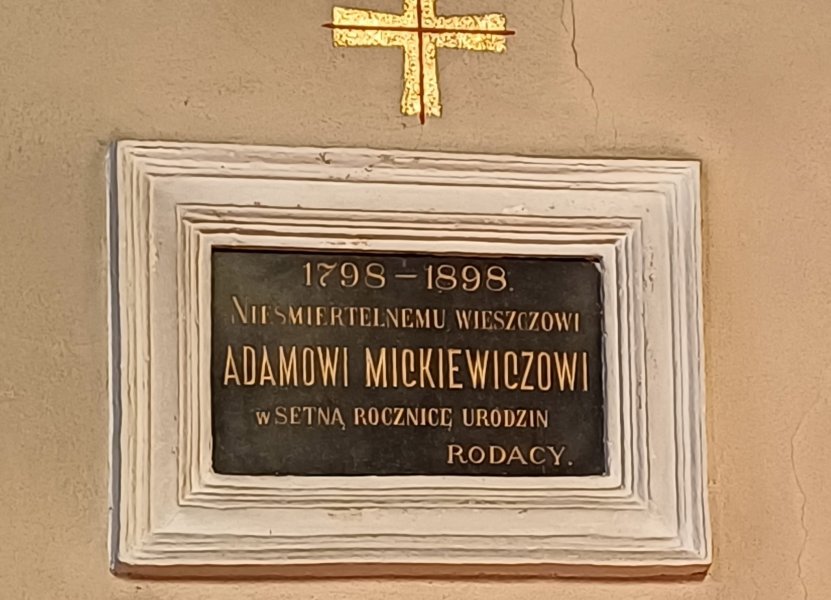 1798 – 1898.
NIEŚMIERTELNEMU WIESZCZOWI
ADAMOWI MICKIEWICZOWI
w SETNĄ ROCZNICĘ URODZIN
RODACY.